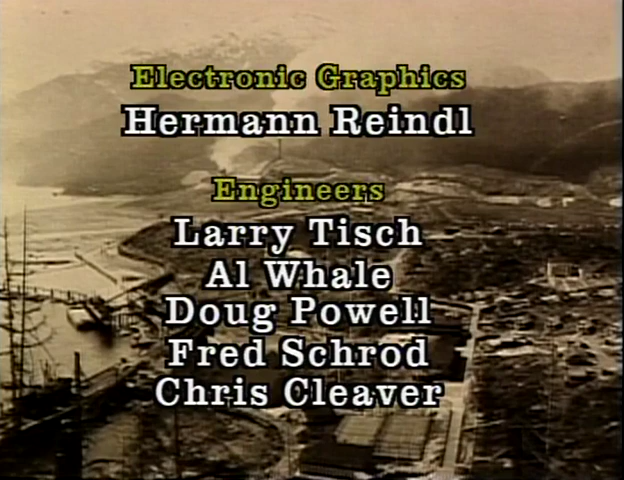 Electronic Graphics
Hermann Reindl
Engineers
Larry Tisch
Al Whale
Doug Powell
Fred Schrod
Chris Cleaver